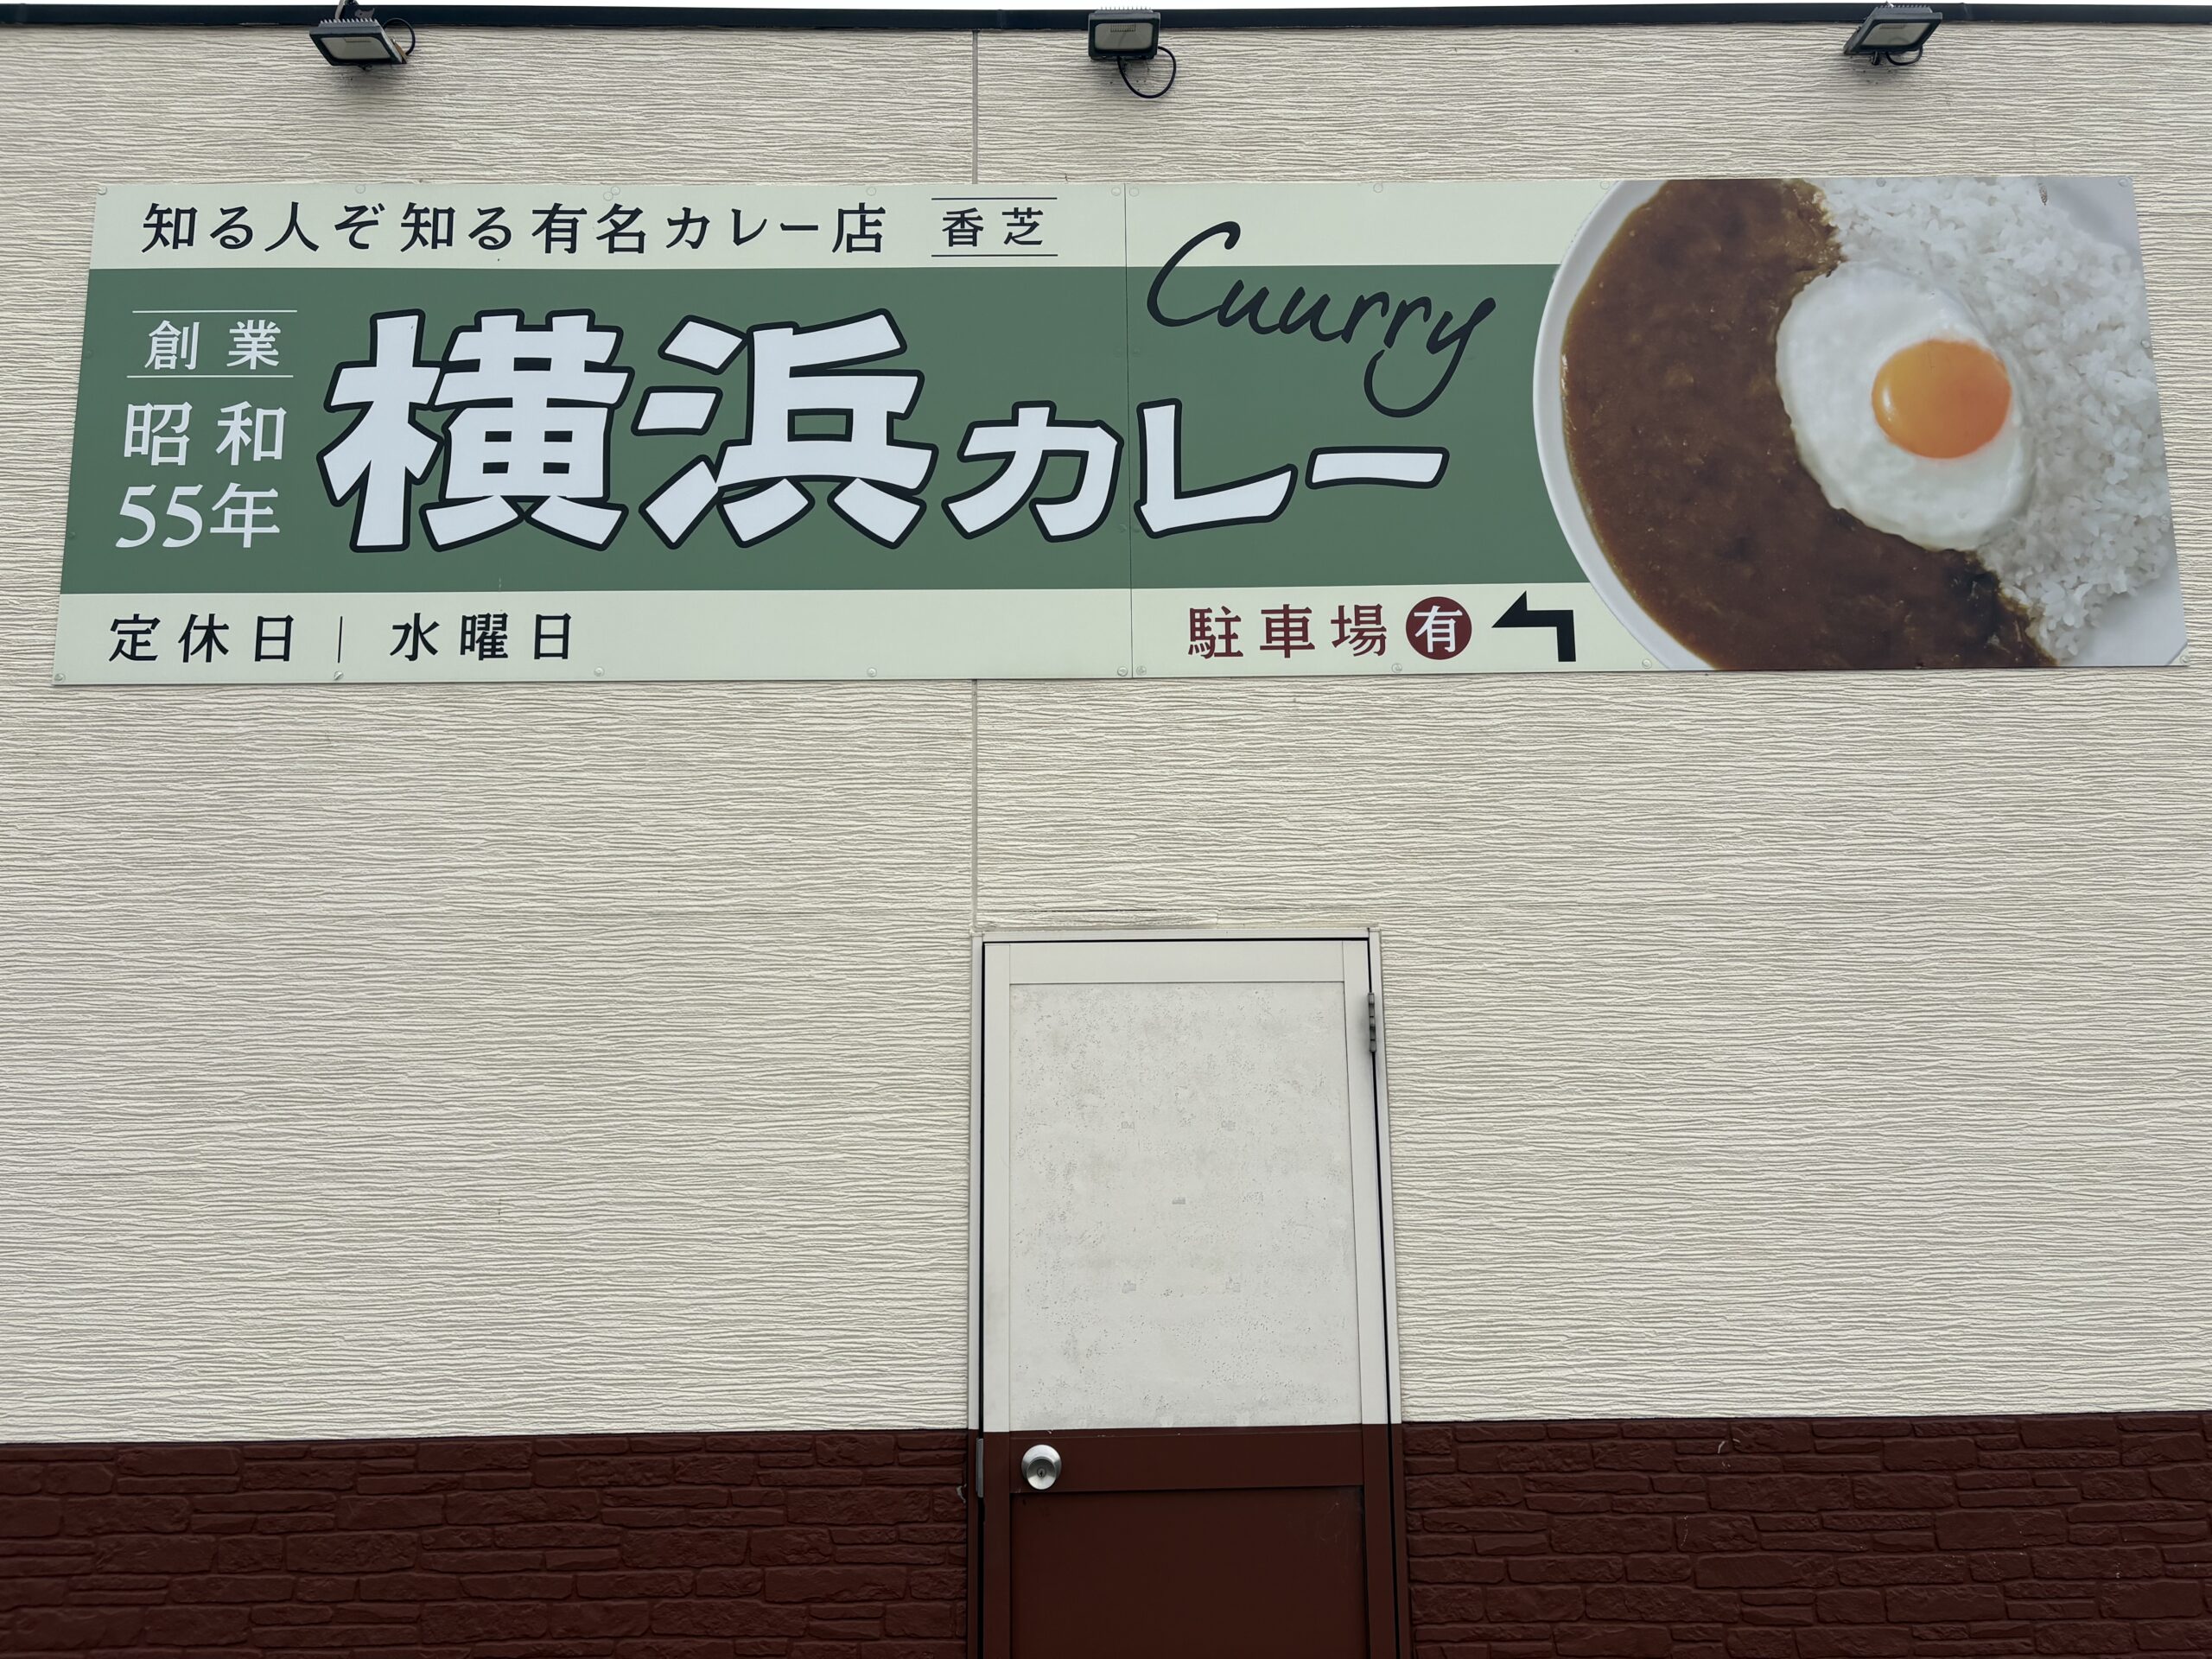 知る人ぞ知る有名カレー店 香芝
創業
昭和
55年
横浜カレー
Cuurry
定休日｜水曜日
駐車場有